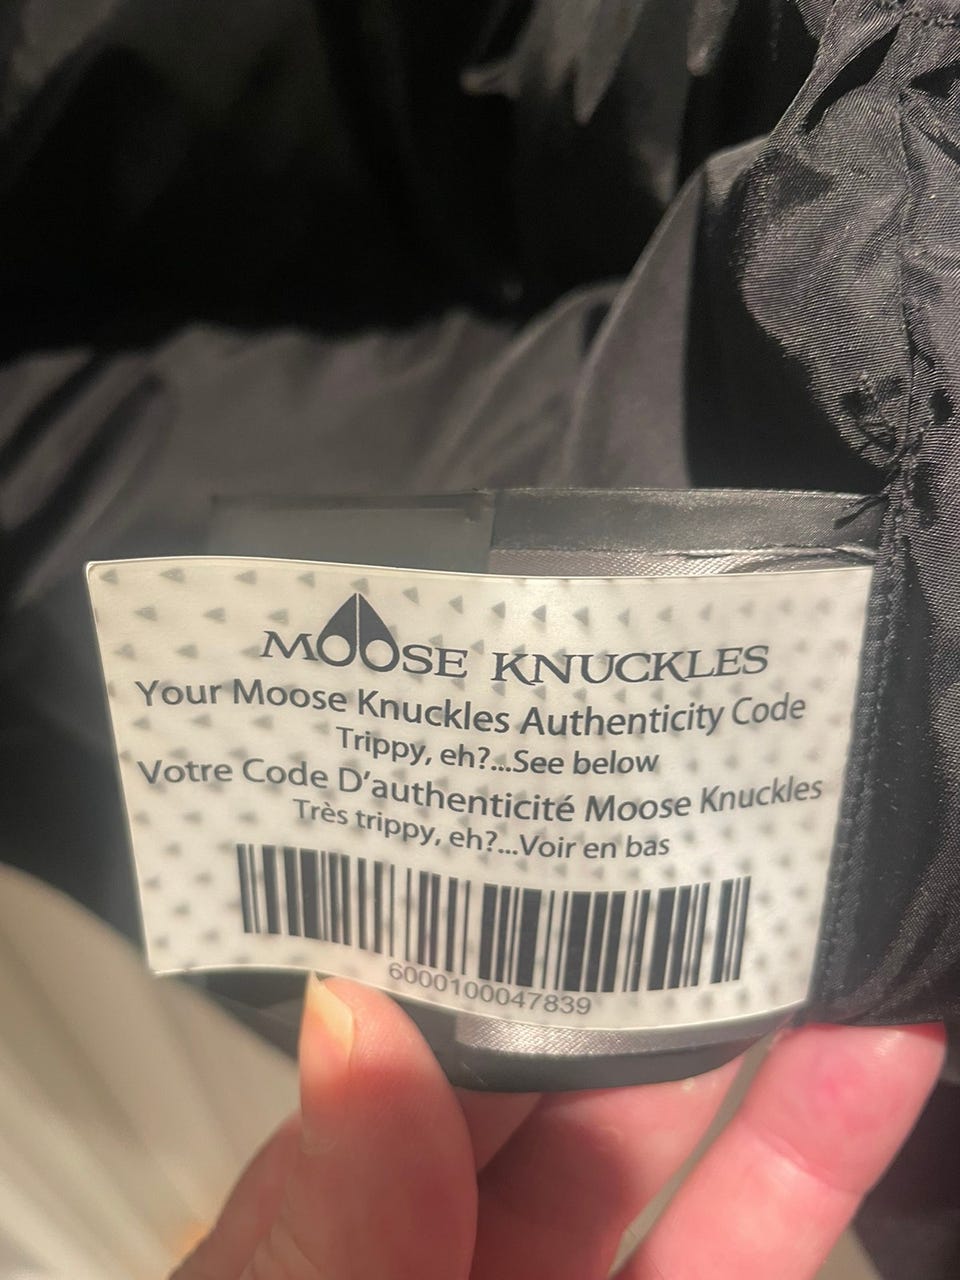 MOOSE KNUCKLES
Your Moose Knuckles Authenticity Code
Trippy, eh?...See below
Votre Code D'authenticité Moose Knuckles
Très trippy, eh?...Voir en bas
6000100047839